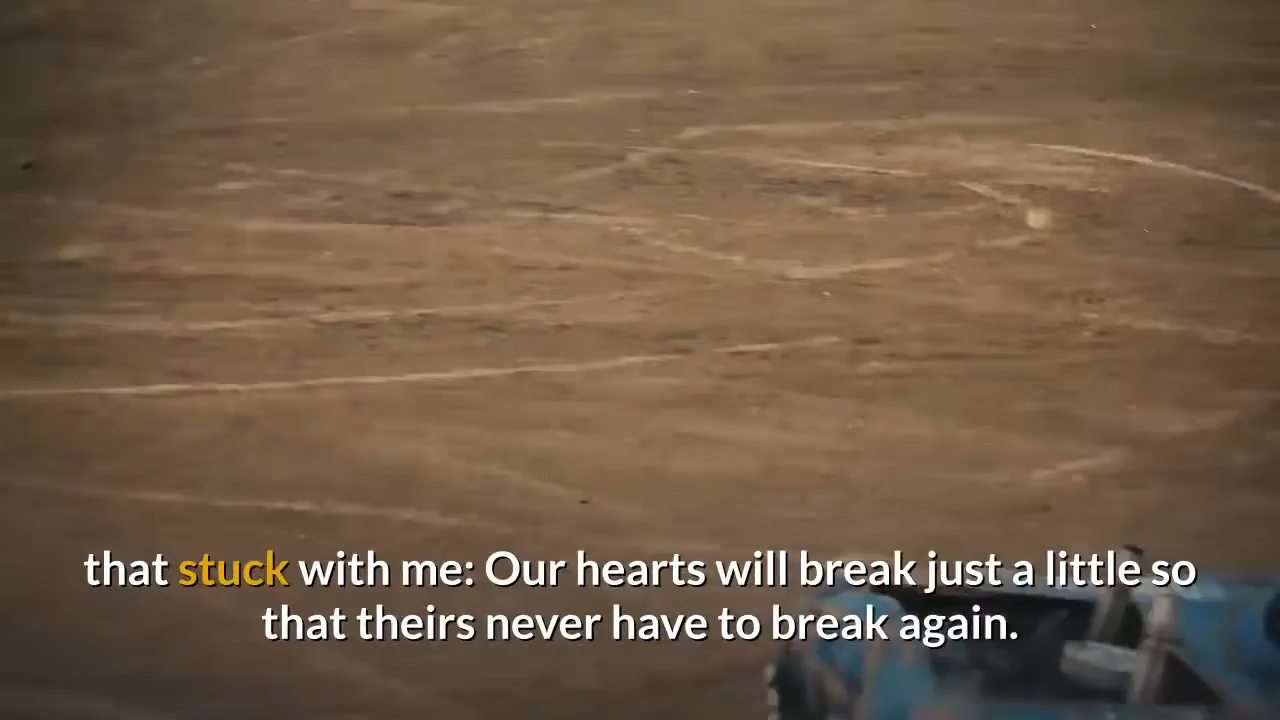 that stuck with me: Our hearts will break just a little so
that theirs never have to break again.